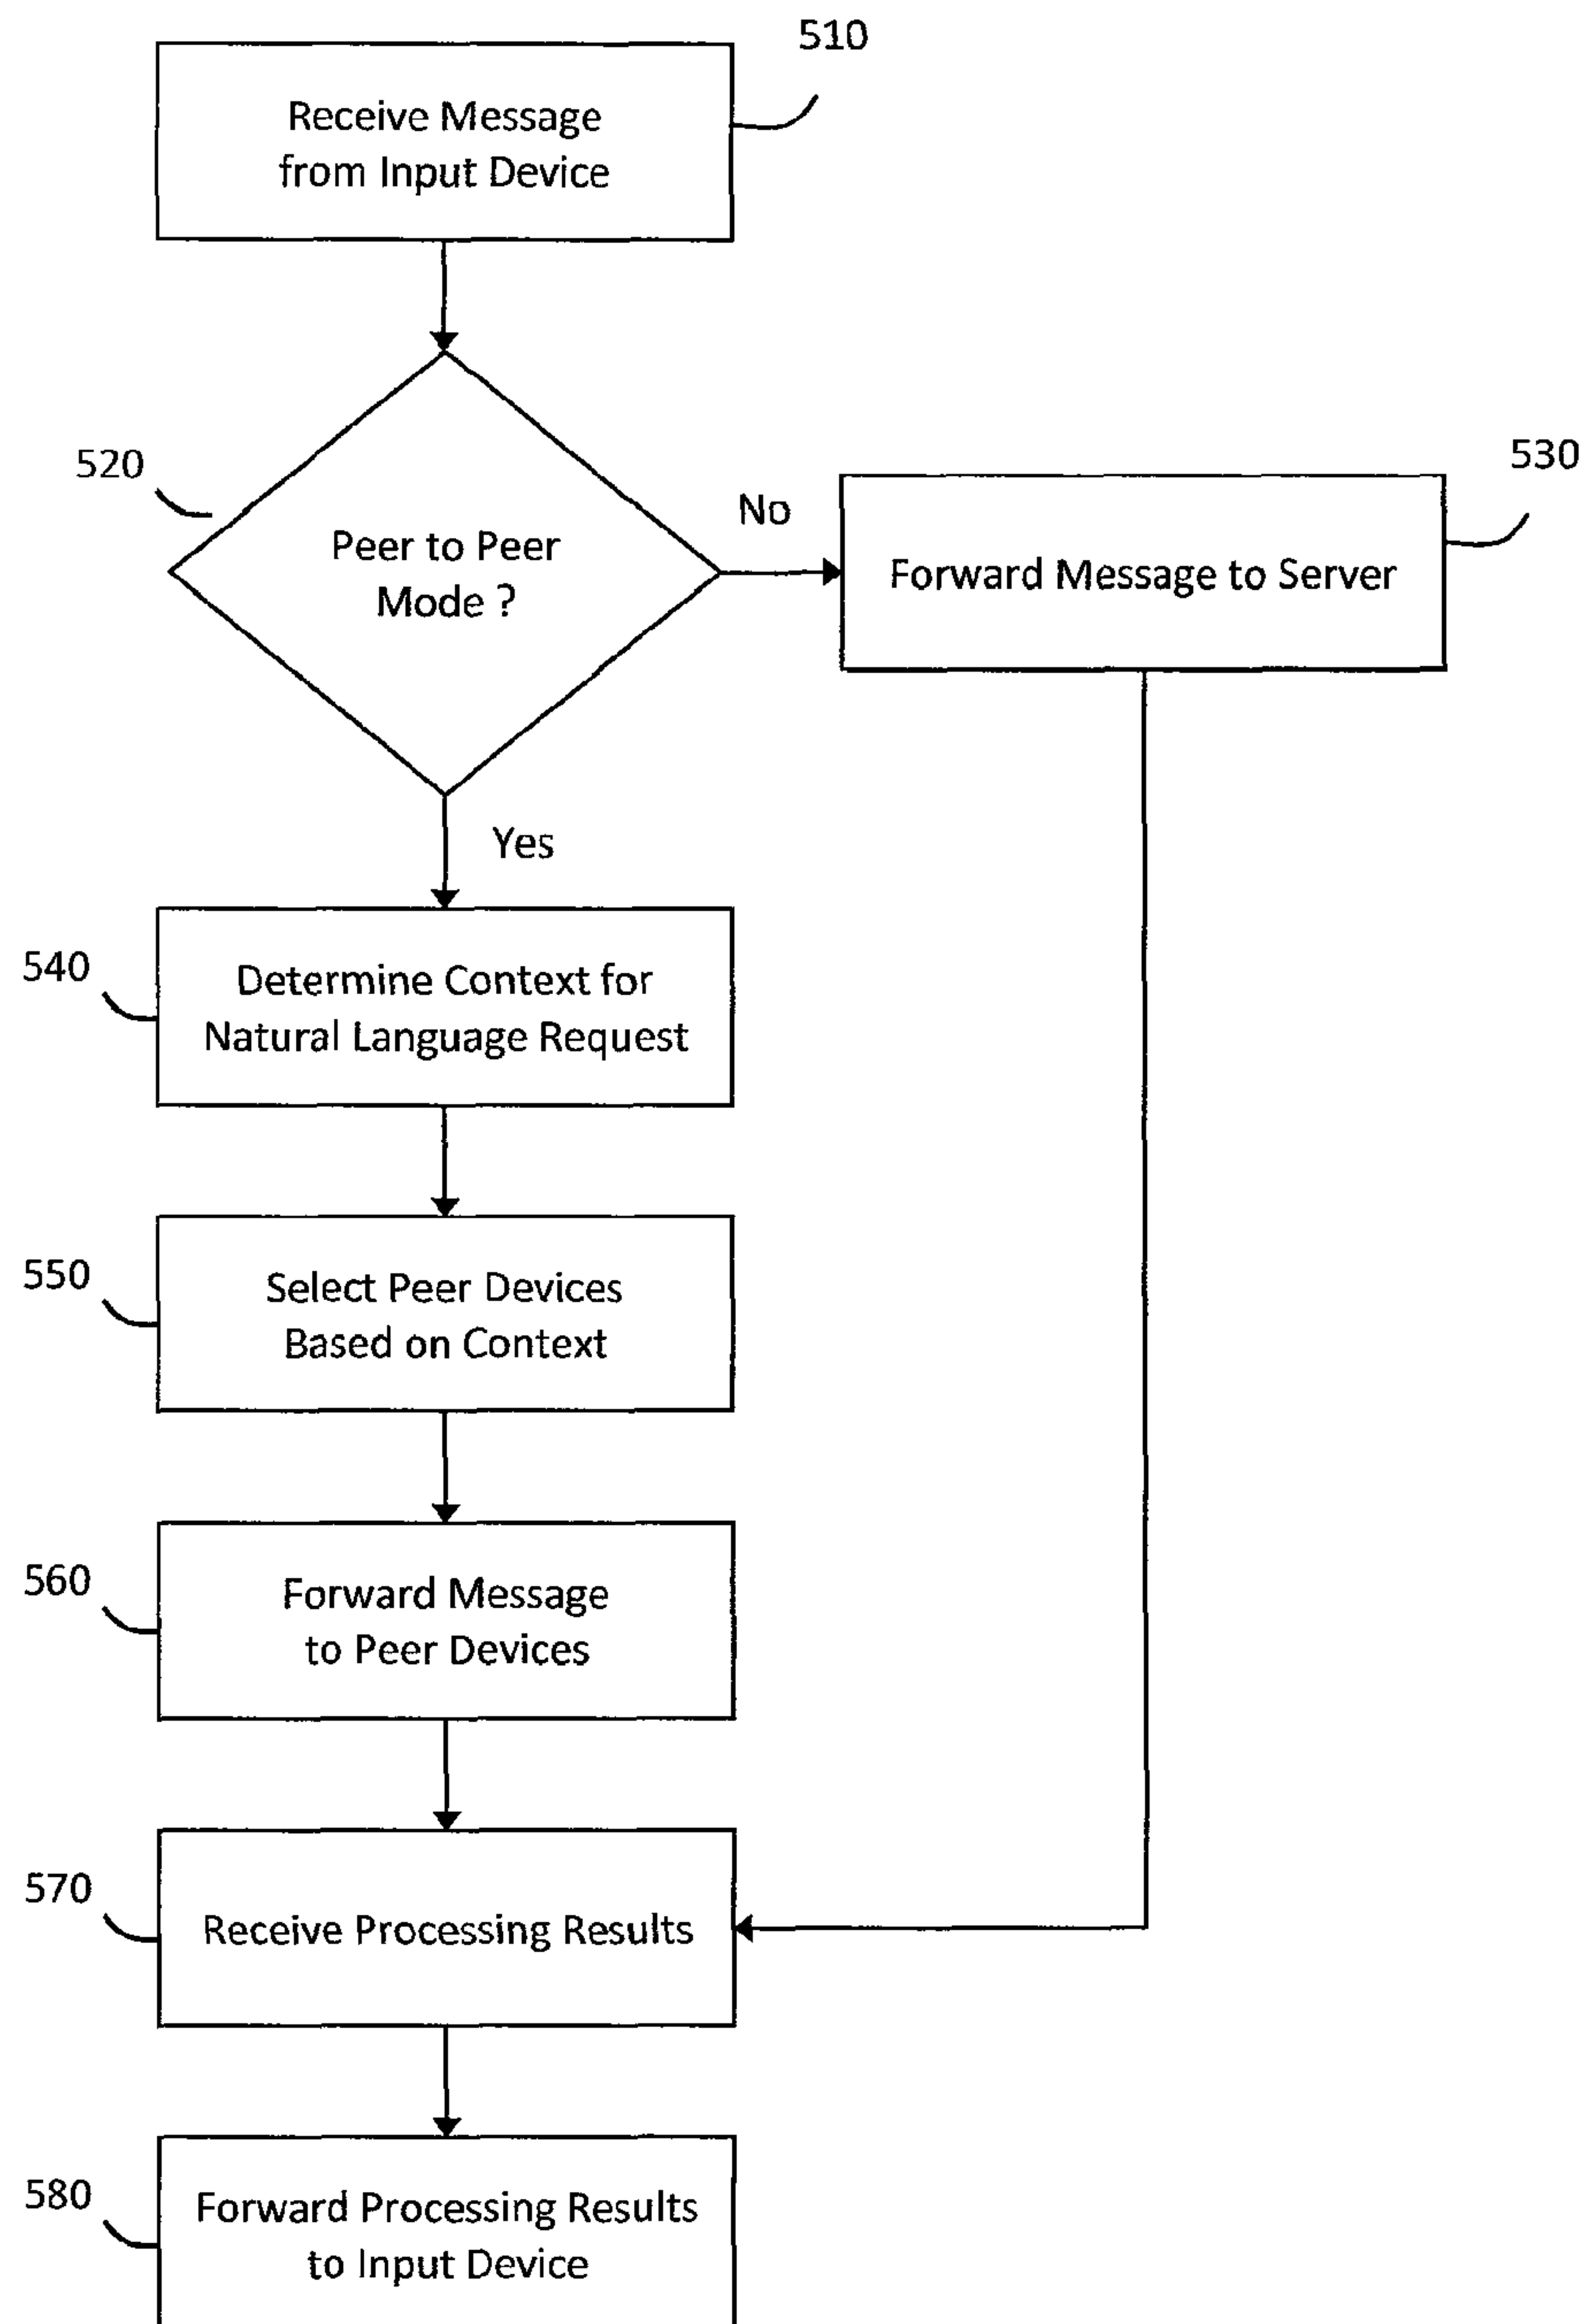 510
Receive Message
from Input Device
520
Peer to Peer
Mode ?
No
530
Forward Message to Server
Yes
540
Determine Context for
Natural Language Request
550
Select Peer Devices
Based on Context
560
Forward Message
to Peer Devices
570
Receive Processing Results
580
Forward Processing Results
to Input Device